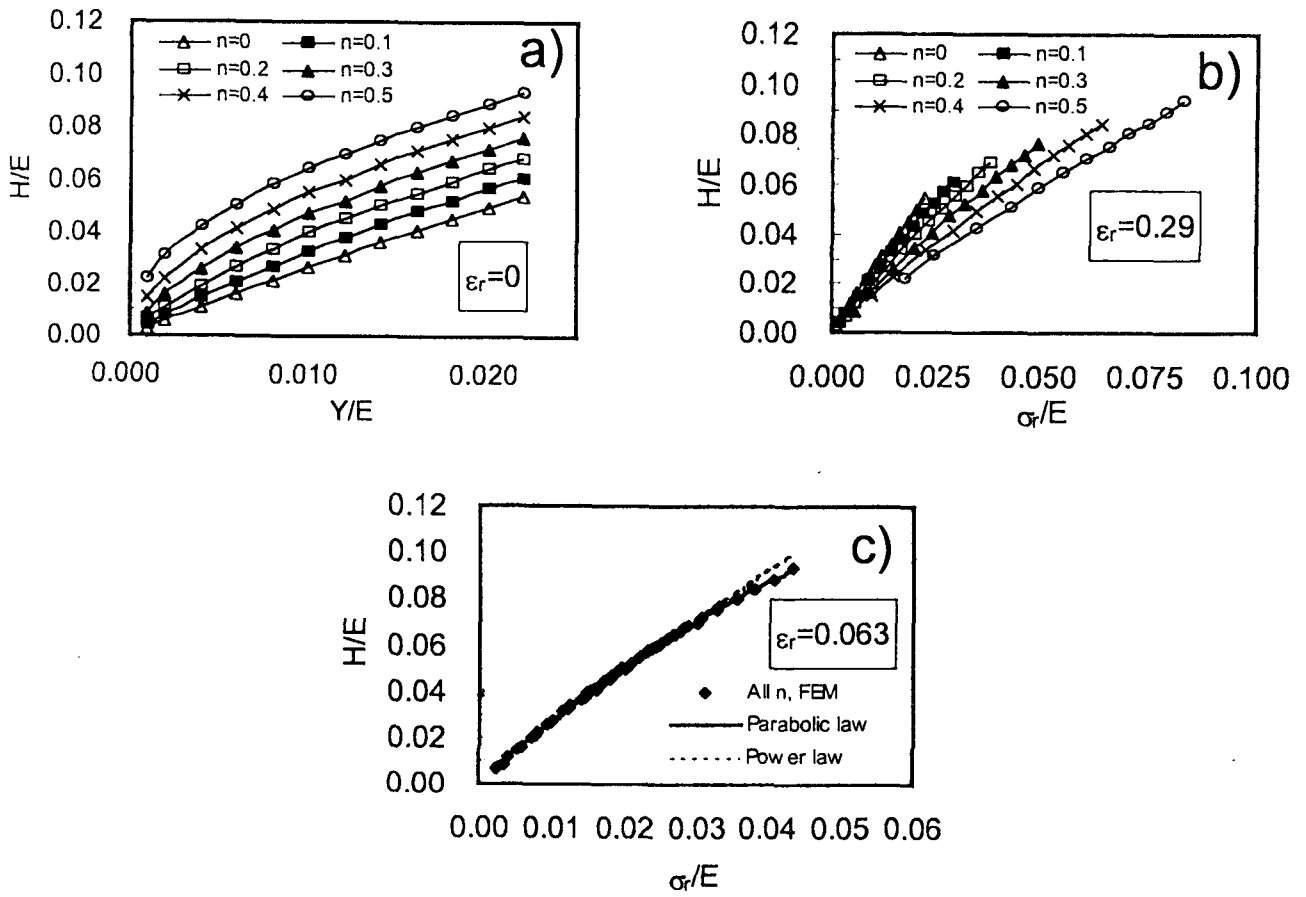 0.12
0.10
0.08
0.06
0.04
0.02
0.00
H/E
n=0
n=0.1
n=0.2
n=0.3
n=0.4
n=0.5
a)
εr=0
0.000
0.010
0.020
Y/E
0.12
0.10
0.08
0.06
0.04
0.02
0.00
H/E
n=0
n=0.1
n=0.2
n=0.3
n=0.4
n=0.5
b)
εr=0.29
0.000
0.025
0.050
0.075
0.100
σr/E
0.12
0.10
0.08
0.06
0.04
0.02
0.00
H/E
c)
εr=0.063
All n, FEM
Parabolic law
Power law
0.00
0.01
0.02
0.03
0.04
0.05
0.06
σr/E